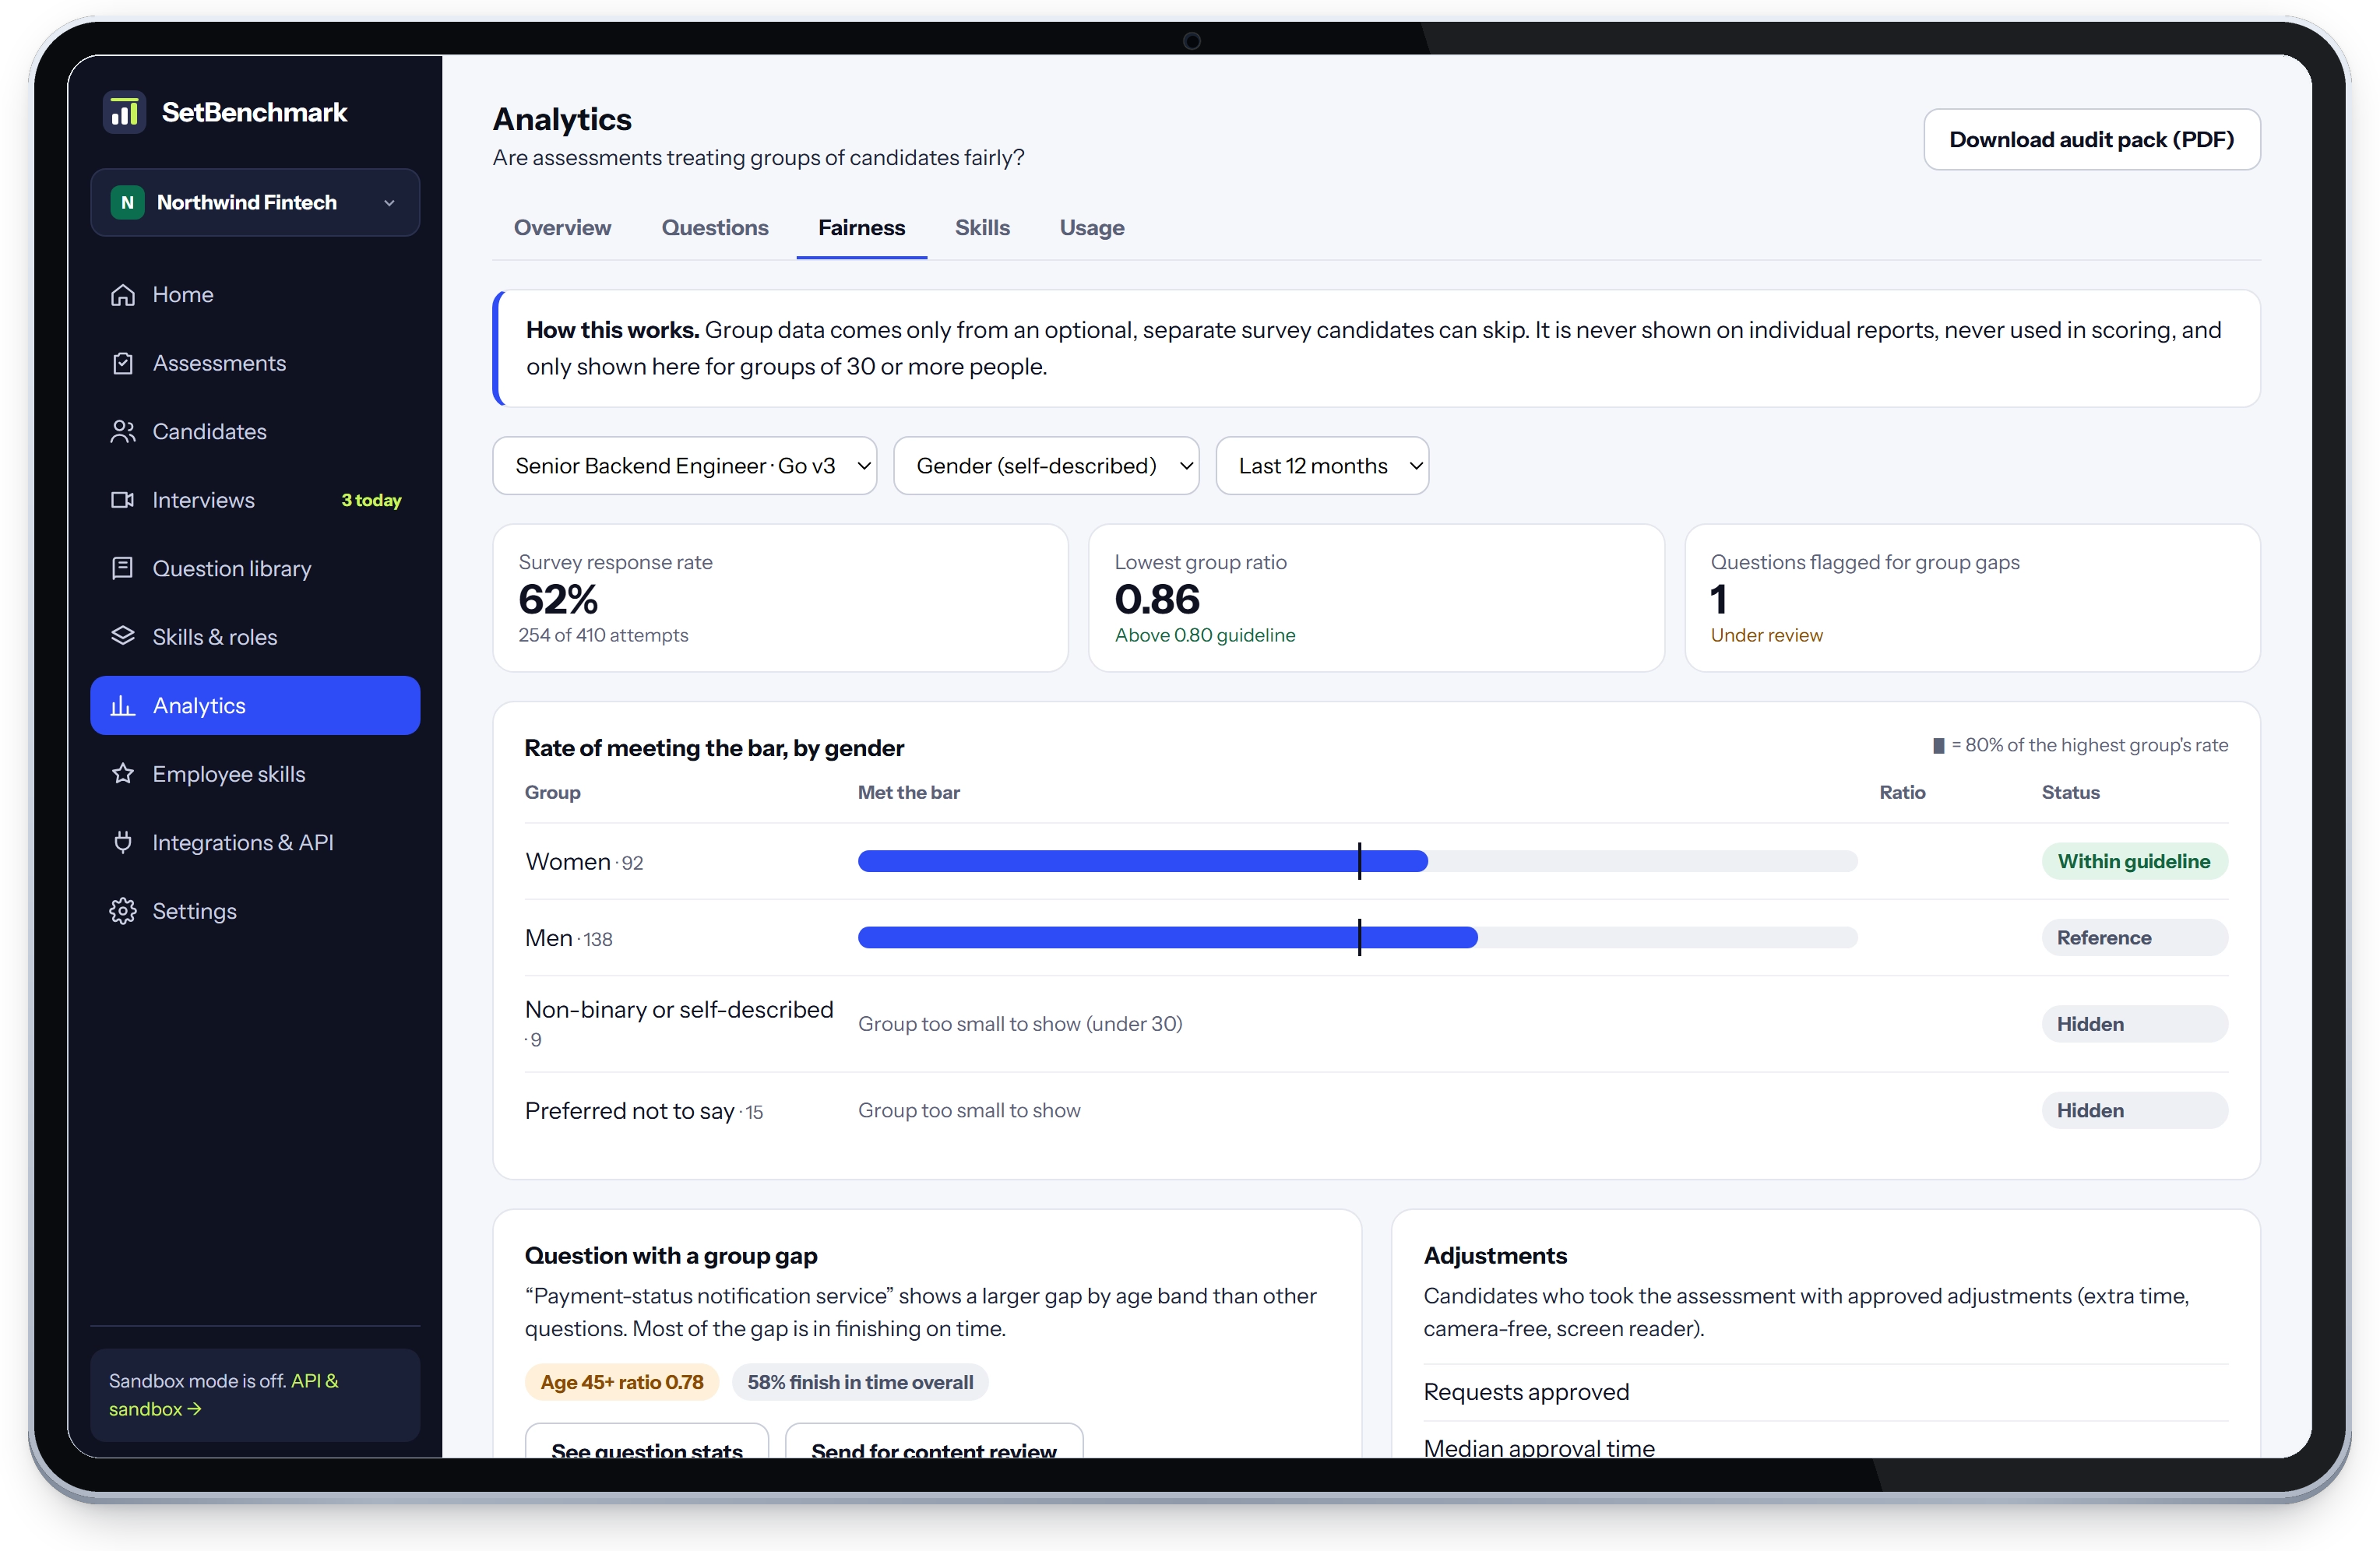 SetBenchmark
N Northwind Fintech
Home
Assessments
Candidates
Interviews 3 today
Question library
Skills & roles
Analytics
Employee skills
Integrations & API
Settings
Sandbox mode is off. API &
sandbox →
Analytics
Are assessments treating groups of candidates fairly?
Download audit pack (PDF)
Overview Questions Fairness Skills Usage
How this works. Group data comes only from an optional, separate survey candidates can skip. It is never shown on individual reports, never used in scoring, and
only shown here for groups of 30 or more people.
Senior Backend Engineer · Go v3 Gender (self-described) Last 12 months
Survey response rate
62%
254 of 410 attempts
Lowest group ratio
0.86
Above 0.80 guideline
Questions flagged for group gaps
1
Under review
Rate of meeting the bar, by gender
= 80% of the highest group's rate
Group Met the bar Ratio Status
Women · 92 Within guideline
Men · 138 Reference
Non-binary or self-described
· 9
Group too small to show (under 30) Hidden
Preferred not to say · 15 Group too small to show Hidden
Question with a group gap
“Payment-status notification service” shows a larger gap by age band than other
questions. Most of the gap is in finishing on time.
Age 45+ ratio 0.78 58% finish in time overall
See question stats Send for content review
Adjustments
Candidates who took the assessment with approved adjustments (extra time,
camera-free, screen reader).
Requests approved
Median approval time